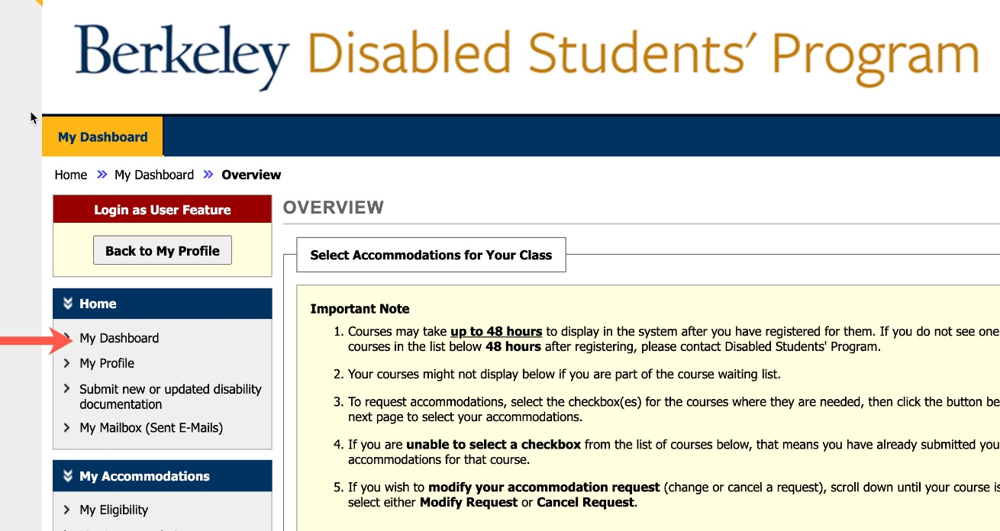 Berkeley Disabled Students' Program
My Dashboard
Home » My Dashboard » Overview
Login as User Feature
Back to My Profile
Home
My Dashboard
My Profile
Submit new or updated disability
documentation
My Mailbox (Sent E-Mails)
My Accommodations
My Eligibility
OVERVIEW
Select Accommodations for Your Class
Important Note
1. Courses may take up to 48 hours to display in the system after you have registered for them. If you do not see one
courses in the list below 48 hours after registering, please contact Disabled Students' Program.
2. Your courses might not display below if you are part of the course waiting list.
3. To request accommodations, select the checkbox(es) for the courses where they are needed, then click the button be
next page to select your accommodations.
4. If you are unable to select a checkbox from the list of courses below, that means you have already submitted you
accommodations for that course.
5. If you wish to modify your accommodation request (change or cancel a request), scroll down until your course is
select either Modify Request or Cancel Request.